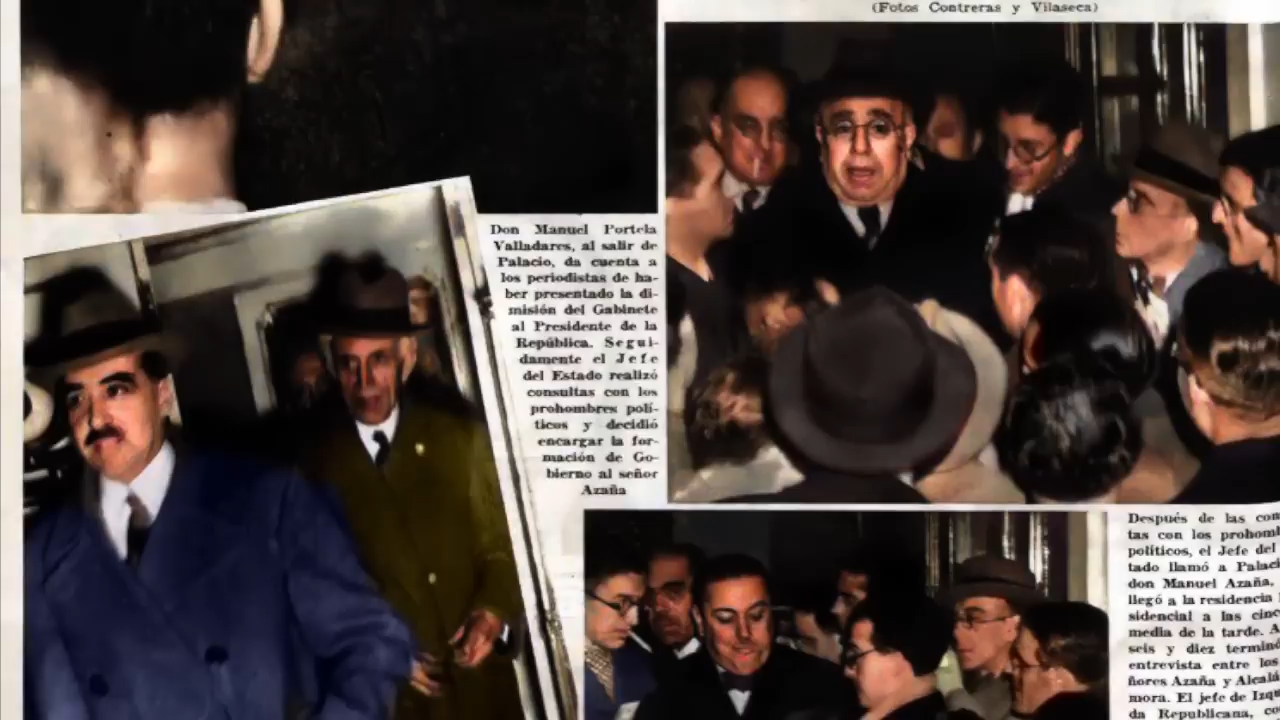 (Fotos Contreras y Vilaseca)
Don Manuel Portela
Valladares, al salir de
Palacio, da cuenta a
los periodistas de ha-
ber presentado la di-
misión del Gabinete
al Presidente de la
República. Segui-
damente el Jefe
del Estado realizó
consultas con los
prohombres polí-
ticos y decidió
encargar la for-
mación de Go-
bierno al señor
Azaña
Después de las con
tas con los prohomb
políticos, el Jefe del
tado llamó a Palaci
don Manuel Azaña,
llegó a la residencia
sidencial a las cinc
media de la tarde. A
seis y diez terminó
entrevista entre los
ñores Azaña y Alcalá
mora. El jefe de Izqu
da Republicana, co